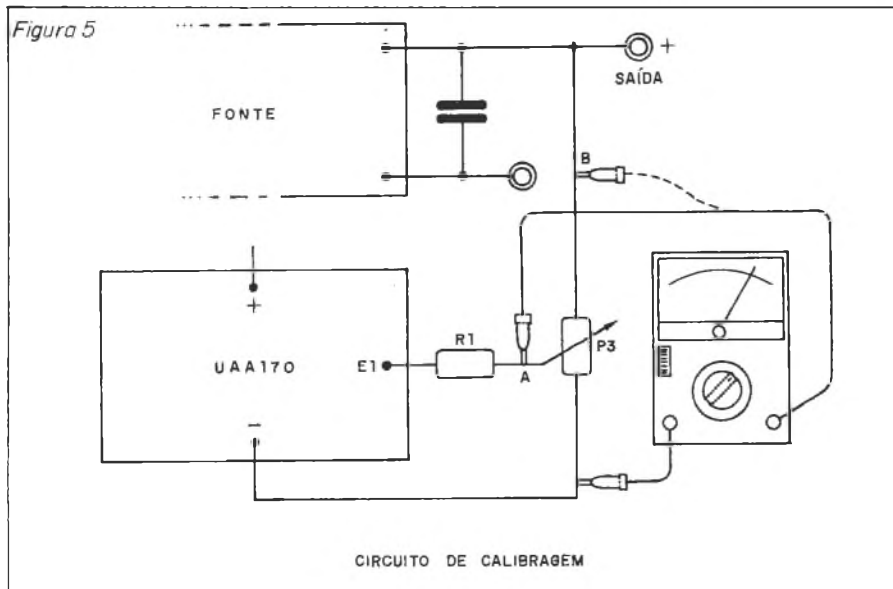 Figura 5
+
SAÍDA
FONTE
B
+
R1
P3
UAA170
E1
A
−
CIRCUITO DE CALIBRAGEM